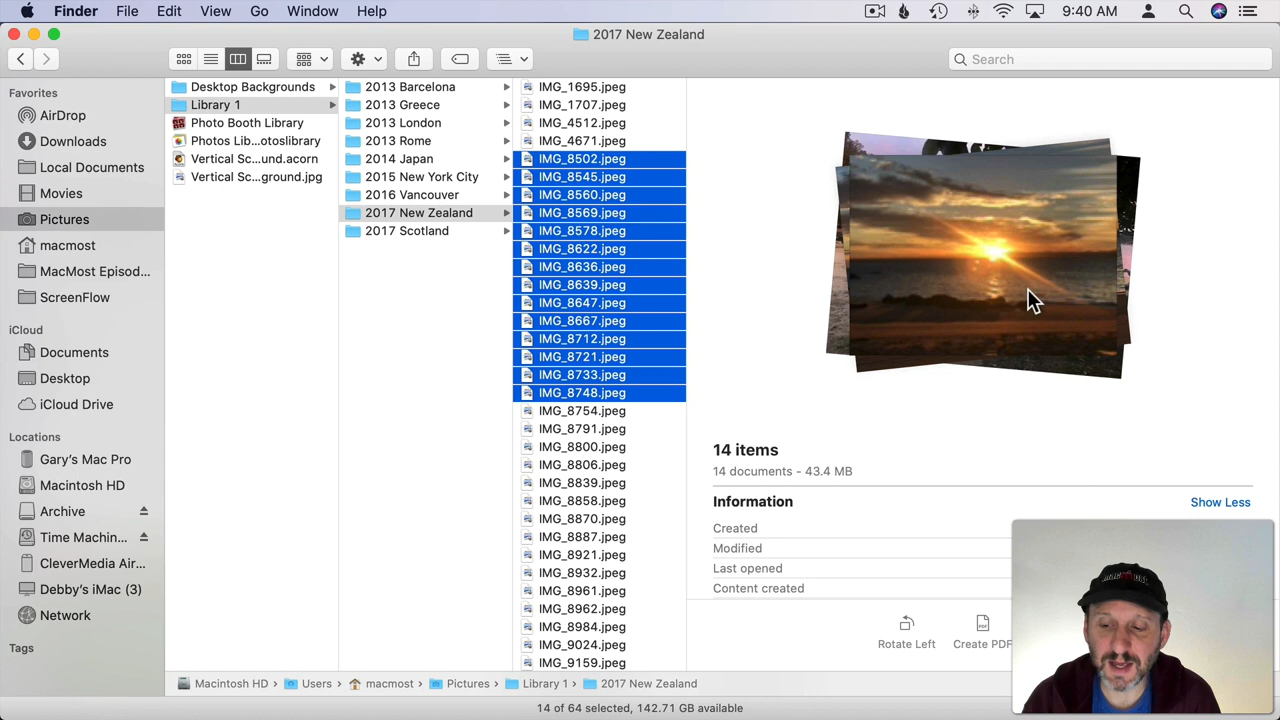 Finder File Edit View Go Window Help 9:40 AM
2017 New Zealand
Search
Favorites
AirDrop
Downloads
Local Documents
Movies
Pictures
macmost
MacMost Episod...
ScreenFlow
iCloud
Documents
Desktop
iCloud Drive
Locations
Gary's Mac Pro
Macintosh HD
Archive
Time Machin...
CleverMedia Air...
Debby's iMac (3)
Network
Tags
Desktop Backgrounds
Library 1
Photo Booth Library
Photos Lib...otoslibrary
Vertical Sc...und.acorn
Vertical Sc...ground.jpg
2013 Barcelona
2013 Greece
2013 London
2013 Rome
2014 Japan
2015 New York City
2016 Vancouver
2017 New Zealand
2017 Scotland
IMG_1695.jpeg
IMG_1707.jpeg
IMG_4512.jpeg
IMG_4671.jpeg
IMG_8502.jpeg
IMG_8545.jpeg
IMG_8560.jpeg
IMG_8569.jpeg
IMG_8578.jpeg
IMG_8622.jpeg
IMG_8636.jpeg
IMG_8639.jpeg
IMG_8647.jpeg
IMG_8667.jpeg
IMG_8712.jpeg
IMG_8721.jpeg
IMG_8733.jpeg
IMG_8748.jpeg
IMG_8754.jpeg
IMG_8791.jpeg
IMG_8800.jpeg
IMG_8806.jpeg
IMG_8839.jpeg
IMG_8858.jpeg
IMG_8870.jpeg
IMG_8887.jpeg
IMG_8921.jpeg
IMG_8932.jpeg
IMG_8961.jpeg
IMG_8962.jpeg
IMG_8984.jpeg
IMG_9024.jpeg
IMG_9159.jpeg
14 items
14 documents - 43.4 MB
Information Show Less
Created
Modified
Last opened
Content created
Rotate Left Create PDF
Macintosh HD › Users › macmost › Pictures › Library 1 › 2017 New Zealand
14 of 64 selected, 142.71 GB available